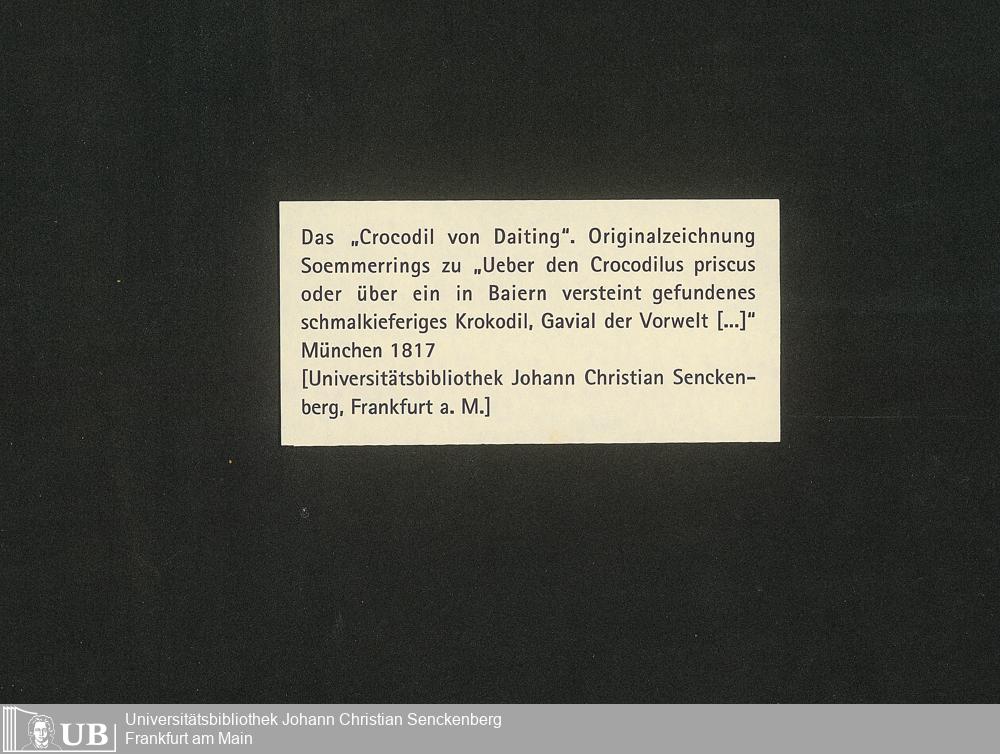 Das „Crocodil von Daiting“. Originalzeichnung
Soemmerrings zu „Ueber den Crocodilus priscus
oder über ein in Baiern versteint gefundenes
schmalkieferiges Krokodil, Gavial der Vorwelt [...]“
München 1817
[Universitätsbibliothek Johann Christian Sencken-
berg, Frankfurt a. M.]
UB
Universitätsbibliothek Johann Christian Senckenberg
Frankfurt am Main